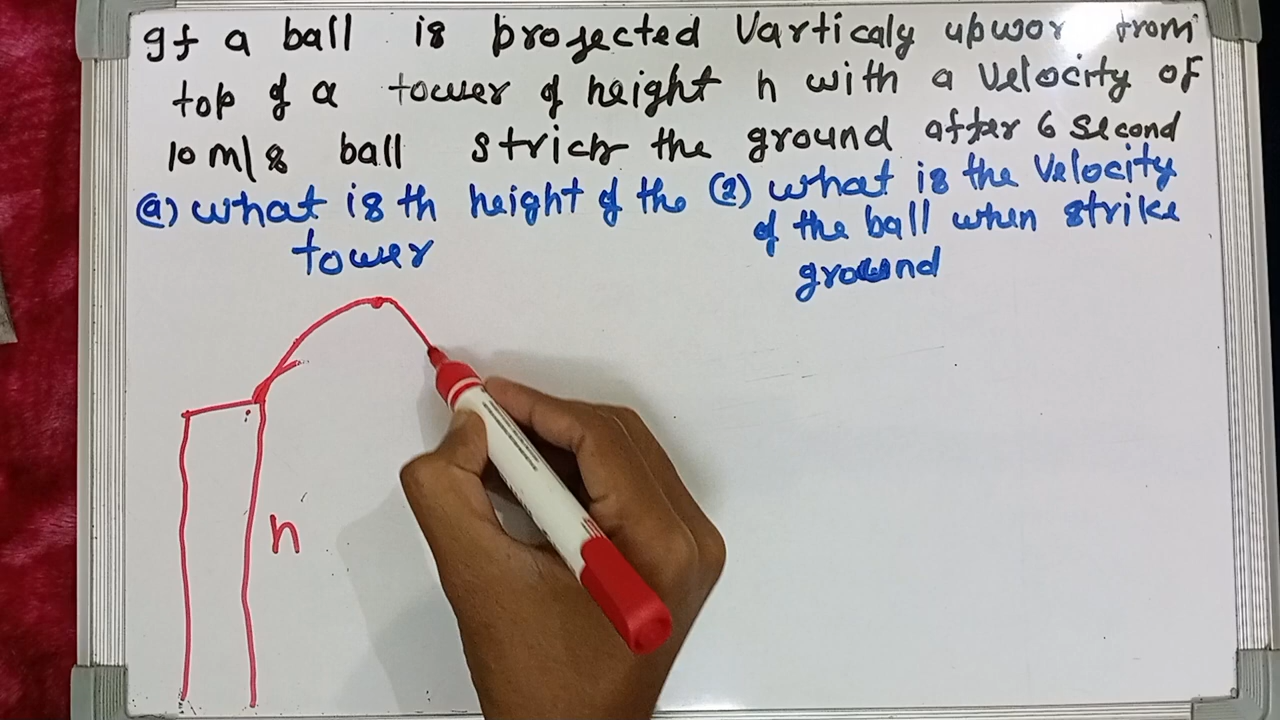 If a ball is projected Varticaly upwor from
top of a tower of height h with a Velocity of
10 m/s ball strick the ground after 6 second
(a) what is th height of the tower
(2) what is the Velocity of the ball when strike ground
h